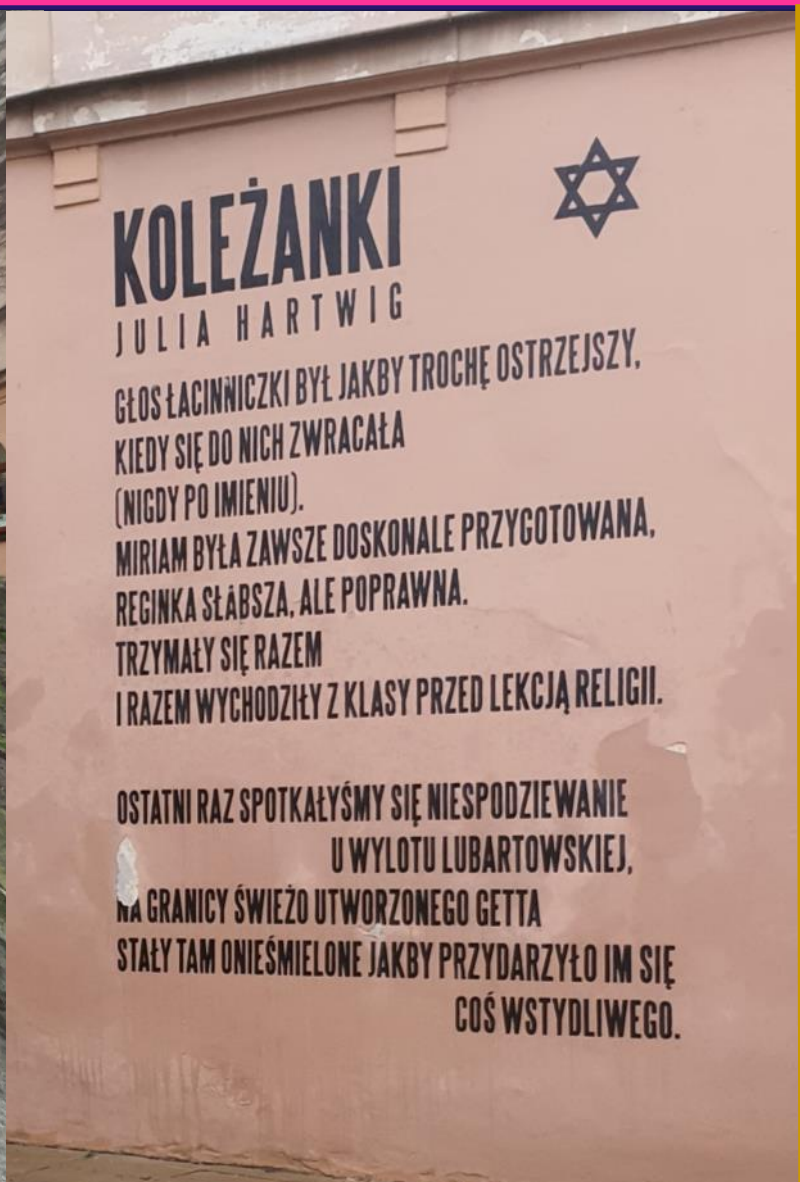 KOLEŻANKI
JULIA HARTWIG
GŁOS ŁACINNICZKI BYŁ JAKBY TROCHĘ OSTRZEJSZY,
KIEDY SIĘ DO NICH ZWRACAŁA
(NIGDY PO IMIENIU).
MIRIAM BYŁA ZAWSZE DOSKONALE PRZYGOTOWANA,
REGINKA SŁABSZA, ALE POPRAWNA.
TRZYMAŁY SIĘ RAZEM
I RAZEM WYCHODZIŁY Z KLASY PRZED LEKCJĄ RELIGII.
OSTATNI RAZ SPOTKAŁYŚMY SIĘ NIESPODZIEWANIE
U WYLOTU LUBARTOWSKIEJ,
NA GRANICY ŚWIEŻO UTWORZONEGO GETTA
STAŁY TAM ONIEŚMIELONE JAKBY PRZYDARZYŁO IM SIĘ
COŚ WSTYDLIWEGO.